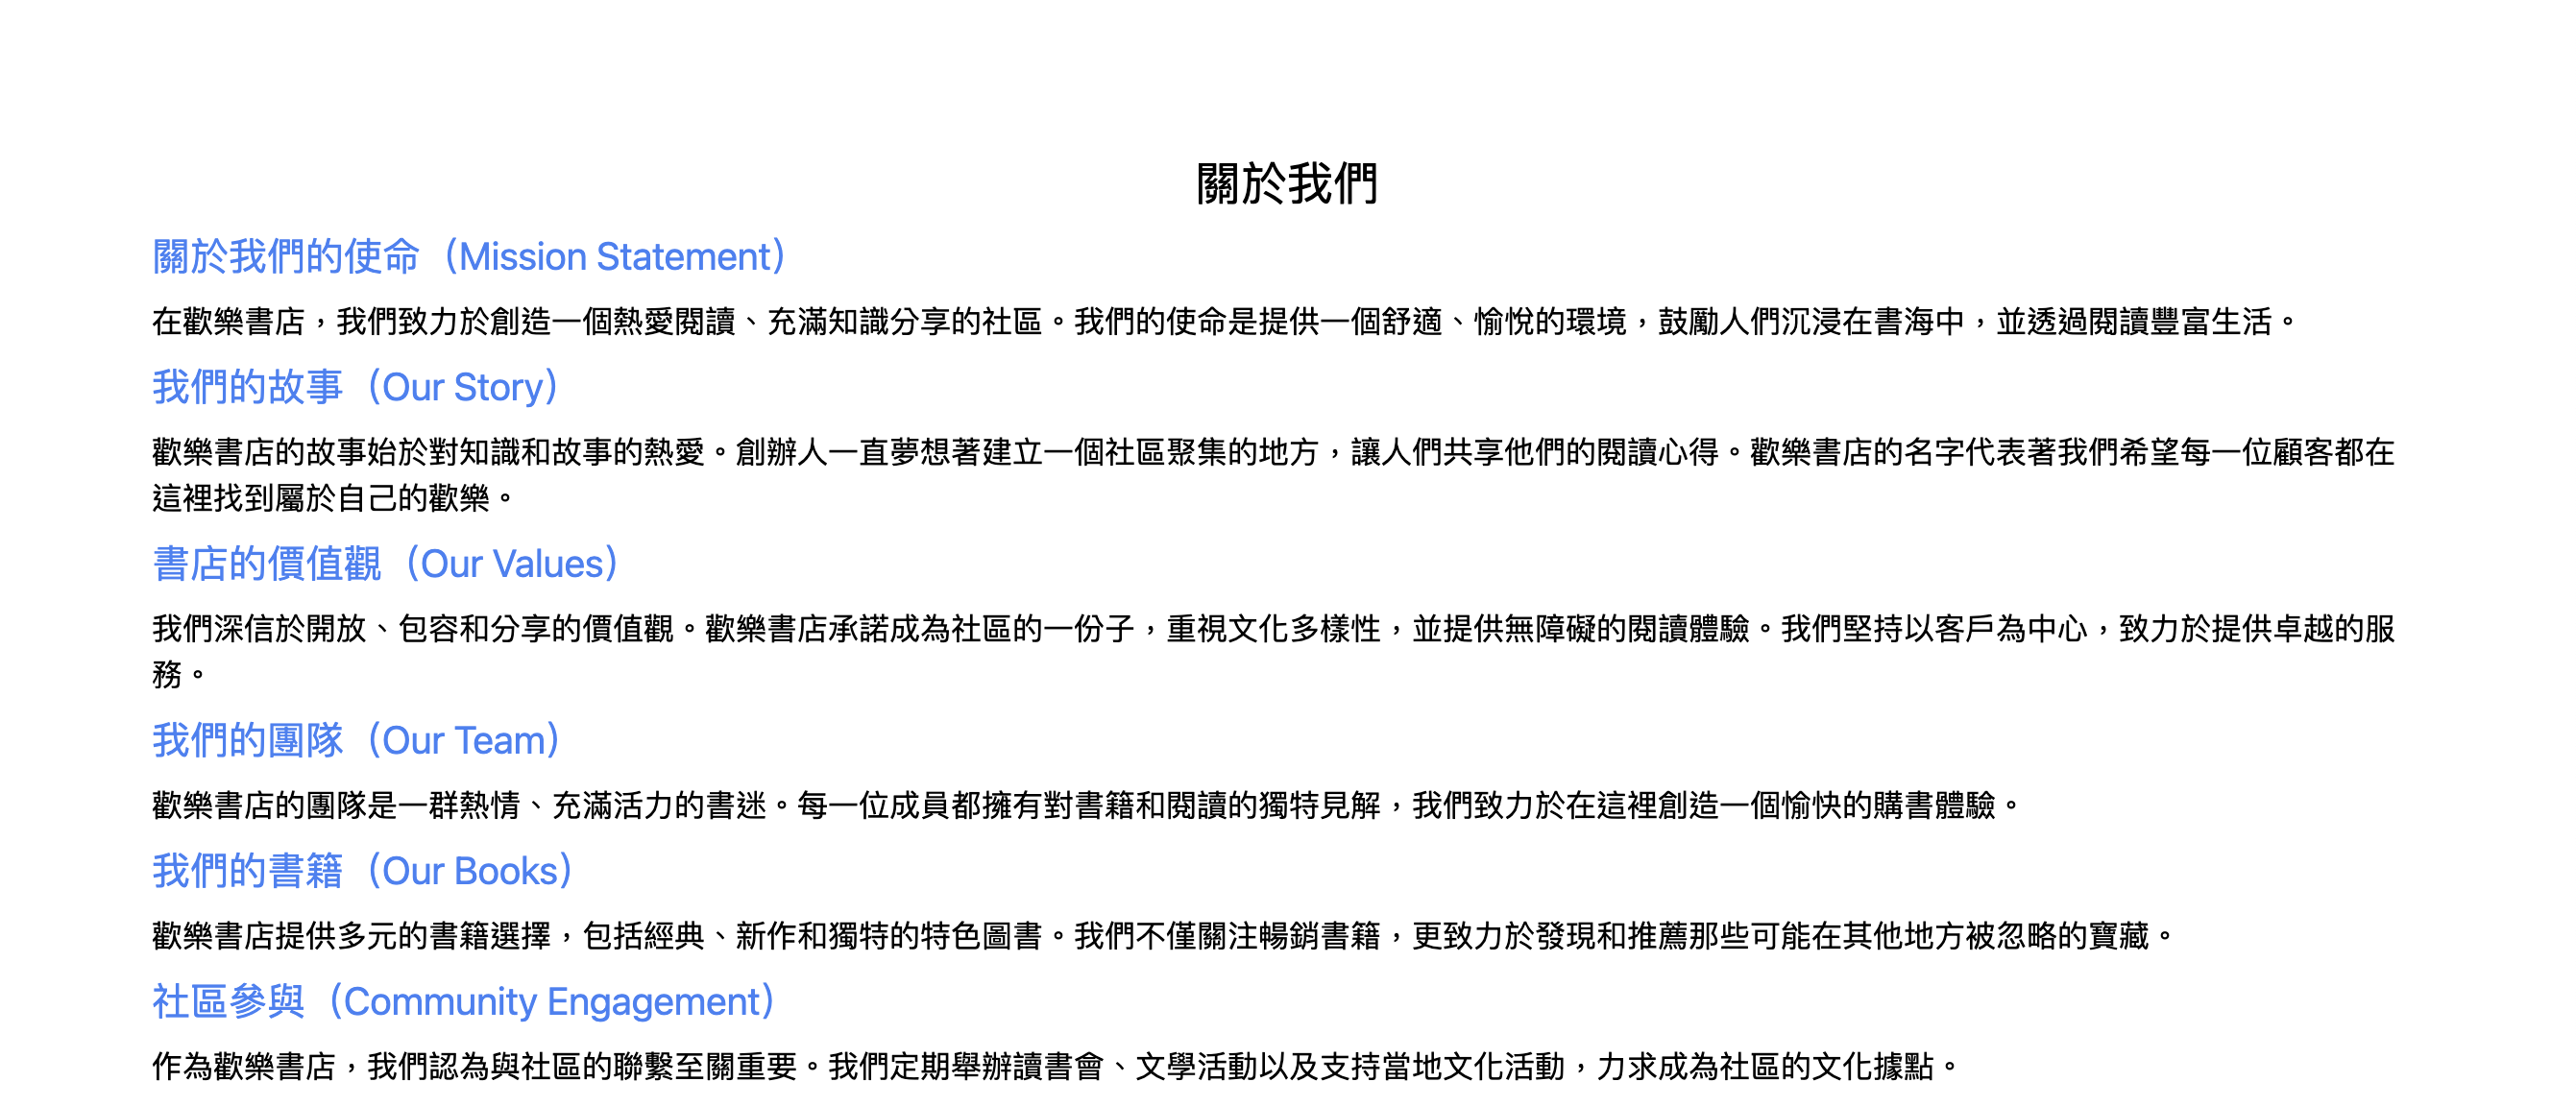 關於我們
關於我們的使命（Mission Statement）
在歡樂書店，我們致力於創造一個熱愛閱讀、充滿知識分享的社區。我們的使命是提供一個舒適、愉悅的環境，鼓勵人們沉浸在書海中，並透過閱讀豐富生活。
我們的故事（Our Story）
歡樂書店的故事始於對知識和故事的熱愛。創辦人一直夢想著建立一個社區聚集的地方，讓人們共享他們的閱讀心得。歡樂書店的名字代表著我們希望每一位顧客都在
這裡找到屬於自己的歡樂。
書店的價值觀（Our Values）
我們深信於開放、包容和分享的價值觀。歡樂書店承諾成為社區的一份子，重視文化多樣性，並提供無障礙的閱讀體驗。我們堅持以客戶為中心，致力於提供卓越的服
務。
我們的團隊（Our Team）
歡樂書店的團隊是一群熱情、充滿活力的書迷。每一位成員都擁有對書籍和閱讀的獨特見解，我們致力於在這裡創造一個愉快的購書體驗。
我們的書籍（Our Books）
歡樂書店提供多元的書籍選擇，包括經典、新作和獨特的特色圖書。我們不僅關注暢銷書籍，更致力於發現和推薦那些可能在其他地方被忽略的寶藏。
社區參與（Community Engagement）
作為歡樂書店，我們認為與社區的聯繫至關重要。我們定期舉辦讀書會、文學活動以及支持當地文化活動，力求成為社區的文化據點。